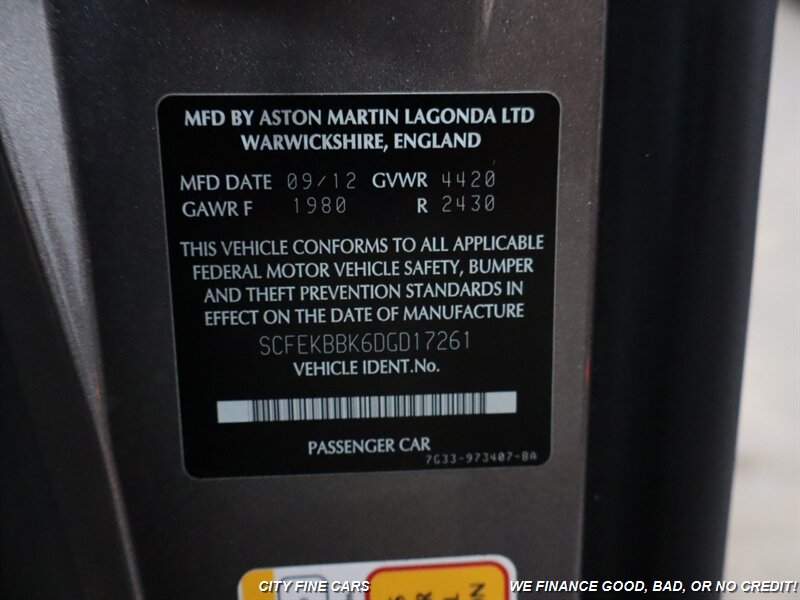 MFD BY ASTON MARTIN LAGONDA LTD
WARWICKSHIRE, ENGLAND
MFD DATE 09/12 GVWR 4420
GAWR F 1980 R 2430
THIS VEHICLE CONFORMS TO ALL APPLICABLE
FEDERAL MOTOR VEHICLE SAFETY, BUMPER
AND THEFT PREVENTION STANDARDS IN
EFFECT ON THE DATE OF MANUFACTURE
SCFEKBBK6DGD17261
VEHICLE IDENT.No.
PASSENGER CAR
7G33-973407-BA
CITY FINE CARS
WE FINANCE GOOD, BAD, OR NO CREDIT!